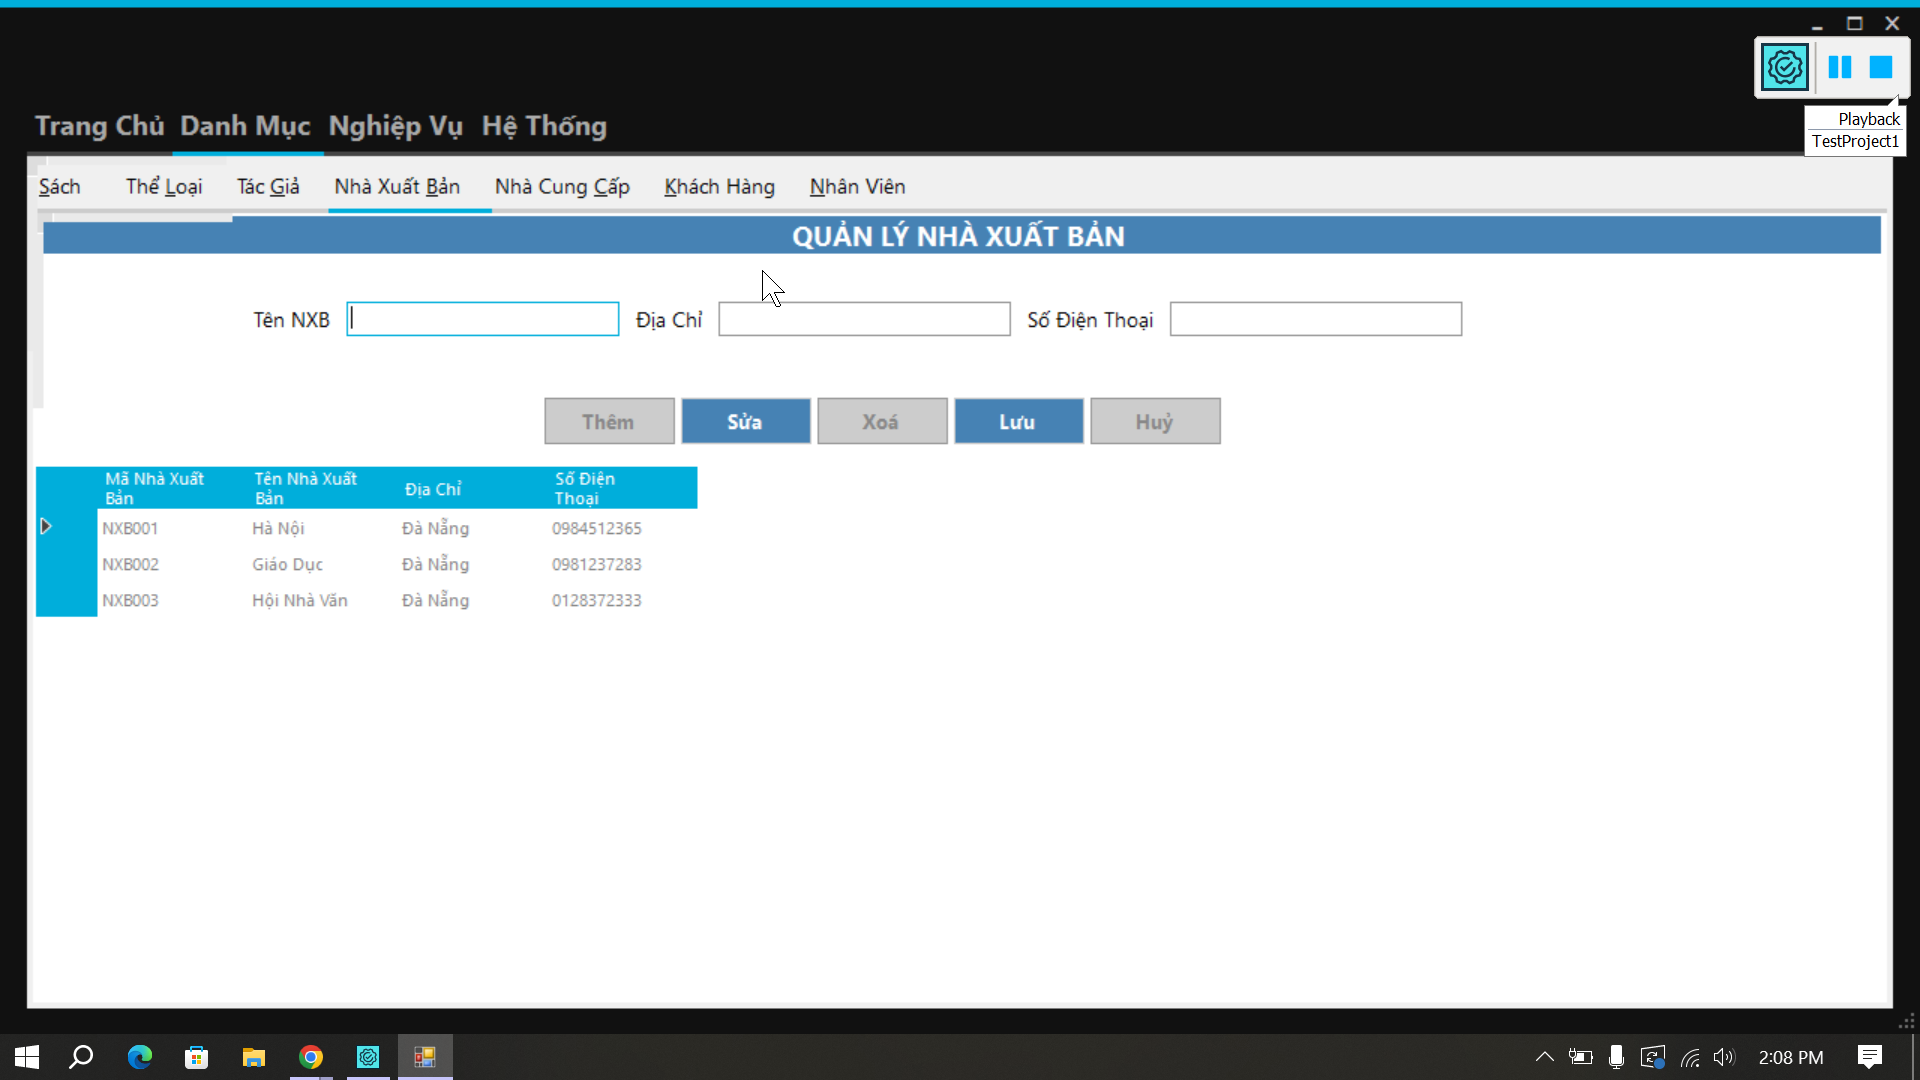 Playback
TestProject1
Trang Chủ Danh Mục Nghiệp Vụ Hệ Thống
Sách Thể Loại Tác Giả Nhà Xuất Bản Nhà Cung Cấp Khách Hàng Nhân Viên
QUẢN LÝ NHÀ XUẤT BẢN
Tên NXB Địa Chỉ Số Điện Thoại
Thêm Sửa Xoá Lưu Huỷ
Mã Nhà Xuất Bản Tên Nhà Xuất Bản Địa Chỉ Số Điện Thoại
NXB001 Hà Nội Đà Nẵng 0984512365
NXB002 Giáo Dục Đà Nẵng 0981237283
NXB003 Hội Nhà Văn Đà Nẵng 0128372333
2:08 PM